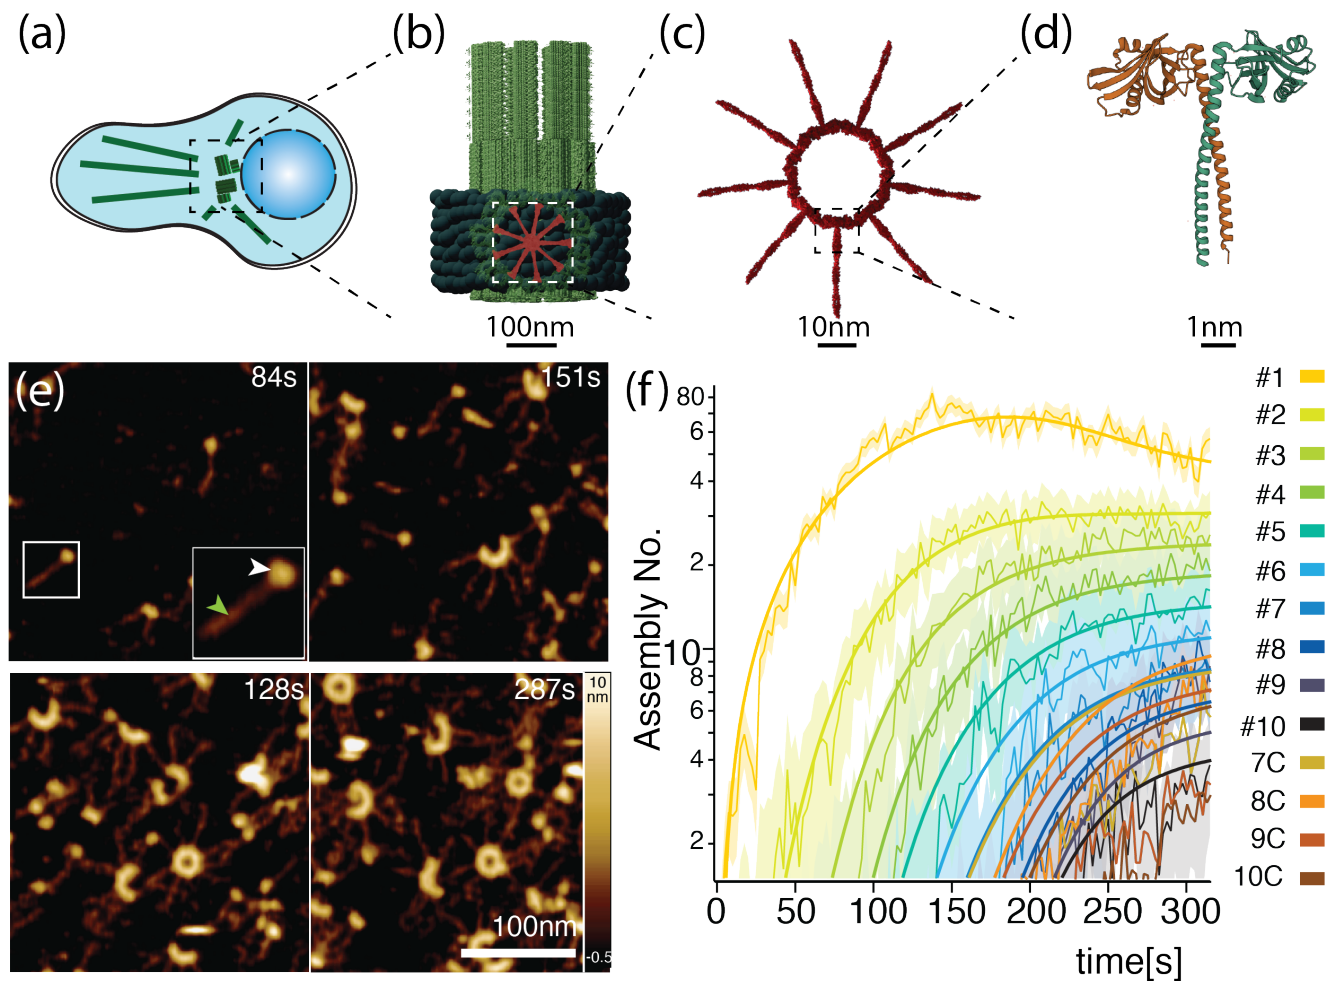 (a)
(b)
(c)
(d)
100nm
10nm
1nm
(e)
84s
151s
128s
287s
10
nm
100nm
-0.5
(f)
Assembly No.
80
6
4
2
10
8
6
4
2
0 50 100 150 200 250 300
time[s]
#1
#2
#3
#4
#5
#6
#7
#8
#9
#10
7C
8C
9C
10C